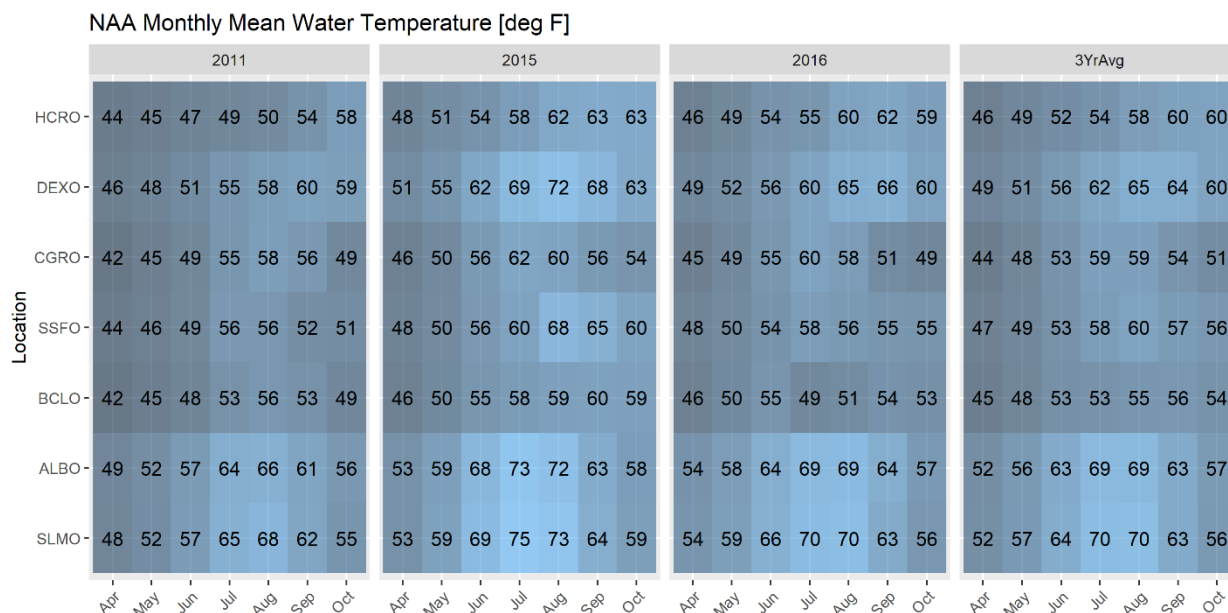 NAA Monthly Mean Water Temperature [deg F]
2011 2015 2016 3YrAvg
HCRO 44 45 47 49 50 54 58 48 51 54 58 62 63 63 46 49 54 55 60 62 59 46 49 52 54 58 60 60
DEXO 46 48 51 55 58 60 59 51 55 62 69 72 68 63 49 52 56 60 65 66 60 49 51 56 62 65 64 60
CGRO 42 45 49 55 58 56 49 46 50 56 62 60 56 54 45 49 55 60 58 51 49 44 48 53 59 59 54 51
SSFO 44 46 49 56 56 52 51 48 50 56 60 68 65 60 48 50 54 58 56 55 55 47 49 53 58 60 57 56
BCLO 42 45 48 53 56 53 49 46 50 55 58 59 60 59 46 50 55 49 51 54 53 45 48 53 53 55 56 54
ALBO 49 52 57 64 66 61 56 53 59 68 73 72 63 58 54 58 64 69 69 64 57 52 56 63 69 69 63 57
SLMO 48 52 57 65 68 62 55 53 59 69 75 73 64 59 54 59 66 70 70 63 56 52 57 64 70 70 63 56
Apr May Jun Jul Aug Sep Oct Apr May Jun Jul Aug Sep Oct Apr May Jun Jul Aug Sep Oct Apr May Jun Jul Aug Sep Oct
Location